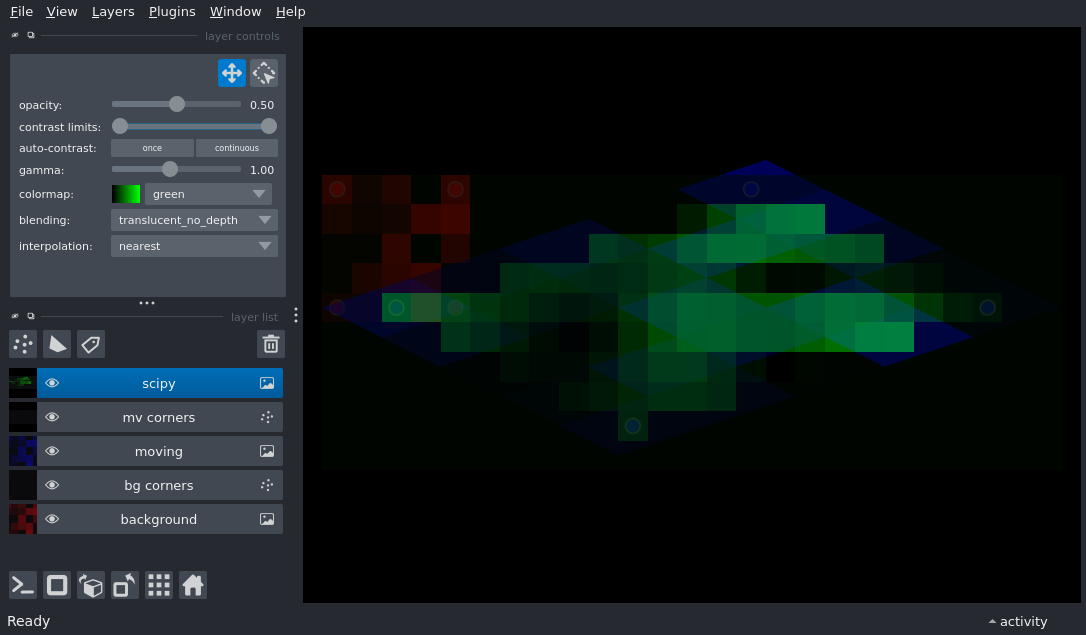 File View Layers Plugins Window Help
layer controls
opacity: 0.50
contrast limits:
auto-contrast: once continuous
gamma: 1.00
colormap: green
blending: translucent_no_depth
interpolation: nearest
layer list
scipy
mv corners
moving
bg corners
background
Ready activity